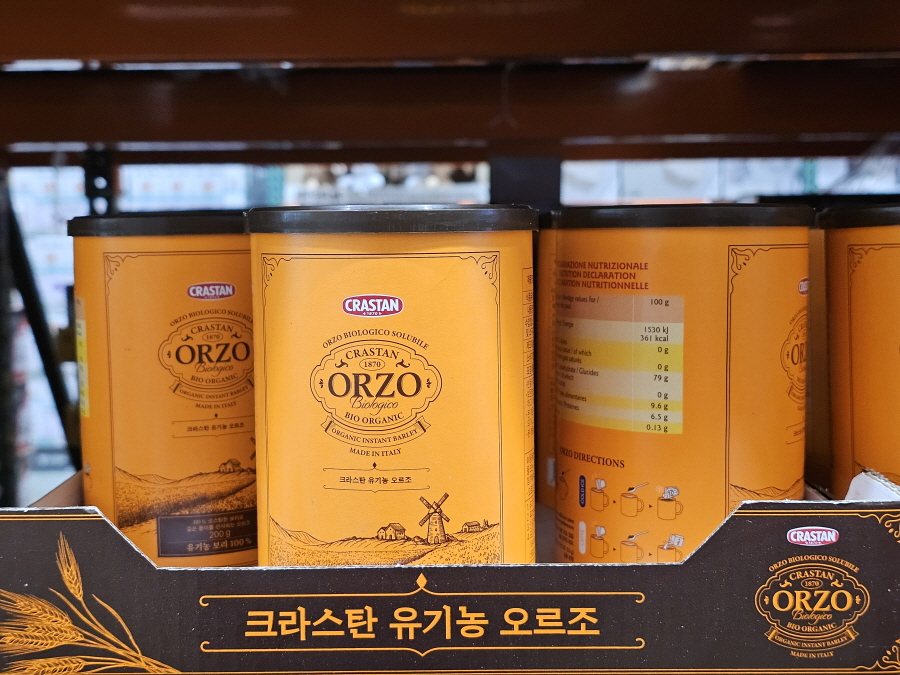 CRASTAN
ORZO BIOLOGICO SOLUBILE
CRASTAN
1870
ORZO
Biologico
BIO ORGANIC
ORGANIC INSTANT BARLEY
MADE IN ITALY
크라스탄 유기농 오르조
200 g
유기농 보리 100 %
CRASTAN
1870
ORZO BIOLOGICO SOLUBILE
CRASTAN
1870
ORZO
Biologico
BIO ORGANIC
ORGANIC INSTANT BARLEY
MADE IN ITALY
크라스탄 유기농 오르조
NUTRIZIONALE
DECLARATION
NUTRITIONNELLE
100 g
1530 kJ
361 kcal
0 g
0 g
79 g
0 g
9.6 g
6.5 g
0.13 g
ORZO DIRECTIONS
크라스탄 유기농 오르조
CRASTAN
ORZO BIOLOGICO SOLUBILE
CRASTAN
1870
ORZO
Biologico
BIO ORGANIC
ORGANIC INSTANT BARLEY
MADE IN ITALY